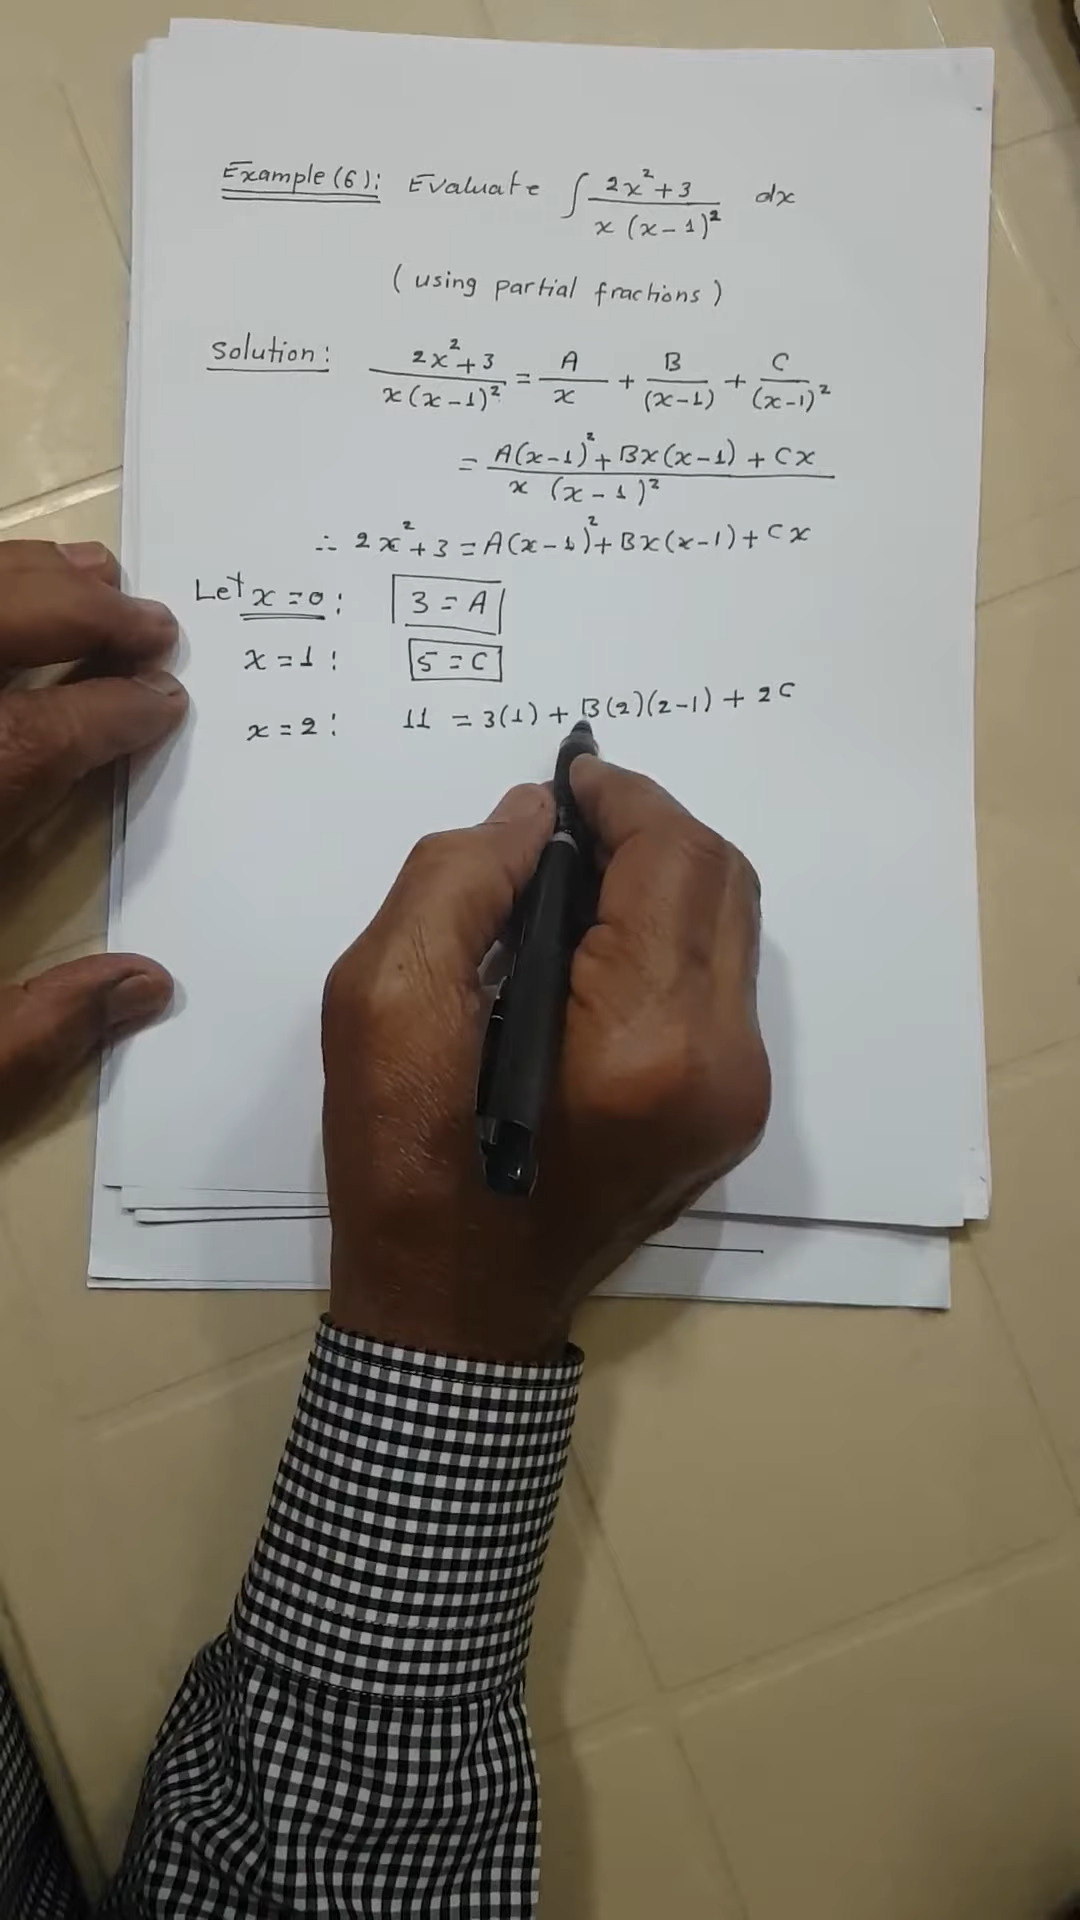 Example (6): Evaluate ∫ (2x²+3)/(x (x-1)²) dx
(using partial fractions)
Solution: (2x²+3)/(x(x-1)²) = A/x + B/(x-1) + C/(x-1)²
= (A(x-1)² + Bx(x-1) + Cx)/(x (x-1)²)
∴ 2x²+3 = A(x-1)² + Bx(x-1) + Cx
Let x=0: 3 = A
x=1: 5 = C
x=2: 11 = 3(1) + B(2)(2-1) + 2C